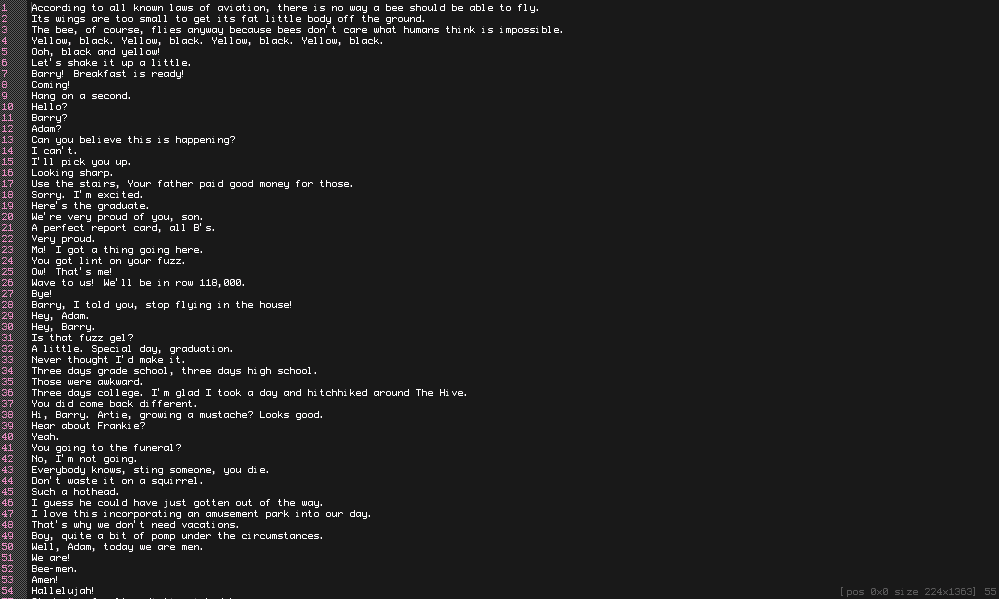 1 According to all known laws of aviation, there is no way a bee should be able to fly.
2 Its wings are too small to get its fat little body off the ground.
3 The bee, of course, flies anyway because bees don't care what humans think is impossible.
4 Yellow, black. Yellow, black. Yellow, black. Yellow, black.
5 Ooh, black and yellow!
6 Let's shake it up a little.
7 Barry! Breakfast is ready!
8 Coming!
9 Hang on a second.
10 Hello?
11 Barry?
12 Adam?
13 Can you believe this is happening?
14 I can't.
15 I'll pick you up.
16 Looking sharp.
17 Use the stairs, Your father paid good money for those.
18 Sorry. I'm excited.
19 Here's the graduate.
20 We're very proud of you, son.
21 A perfect report card, all B's.
22 Very proud.
23 Ma! I got a thing going here.
24 You got lint on your fuzz.
25 Ow! That's me!
26 Wave to us! We'll be in row 118,000.
27 Bye!
28 Barry, I told you, stop flying in the house!
29 Hey, Adam.
30 Hey, Barry.
31 Is that fuzz gel?
32 A little. Special day, graduation.
33 Never thought I'd make it.
34 Three days grade school, three days high school.
35 Those were awkward.
36 Three days college. I'm glad I took a day and hitchhiked around The Hive.
37 You did come back different.
38 Hi, Barry. Artie, growing a mustache? Looks good.
39 Hear about Frankie?
40 Yeah.
41 You going to the funeral?
42 No, I'm not going.
43 Everybody knows, sting someone, you die.
44 Don't waste it on a squirrel.
45 Such a hothead.
46 I guess he could have just gotten out of the way.
47 I love this incorporating an amusement park into our day.
48 That's why we don't need vacations.
49 Boy, quite a bit of pomp under the circumstances.
50 Well, Adam, today we are men.
51 We are!
52 Bee-men.
53 Amen!
54 Hallelujah!
[pos 0x0 size 224x1363] 55